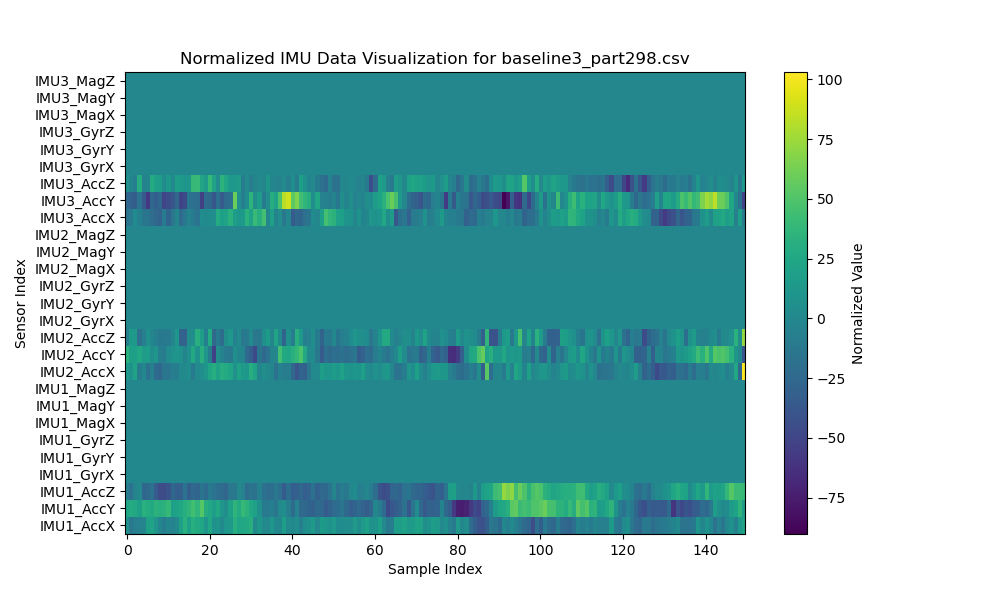 Normalized IMU Data Visualization for baseline3_part298.csv
IMU3_MagZ
IMU3_MagY
IMU3_MagX
IMU3_GyrZ
IMU3_GyrY
IMU3_GyrX
IMU3_AccZ
IMU3_AccY
IMU3_AccX
IMU2_MagZ
IMU2_MagY
IMU2_MagX
IMU2_GyrZ
IMU2_GyrY
IMU2_GyrX
IMU2_AccZ
IMU2_AccY
IMU2_AccX
IMU1_MagZ
IMU1_MagY
IMU1_MagX
IMU1_GyrZ
IMU1_GyrY
IMU1_GyrX
IMU1_AccZ
IMU1_AccY
IMU1_AccX
Sensor Index
0 20 40 60 80 100 120 140
Sample Index
100
75
50
25
0
−25
−50
−75
Normalized Value